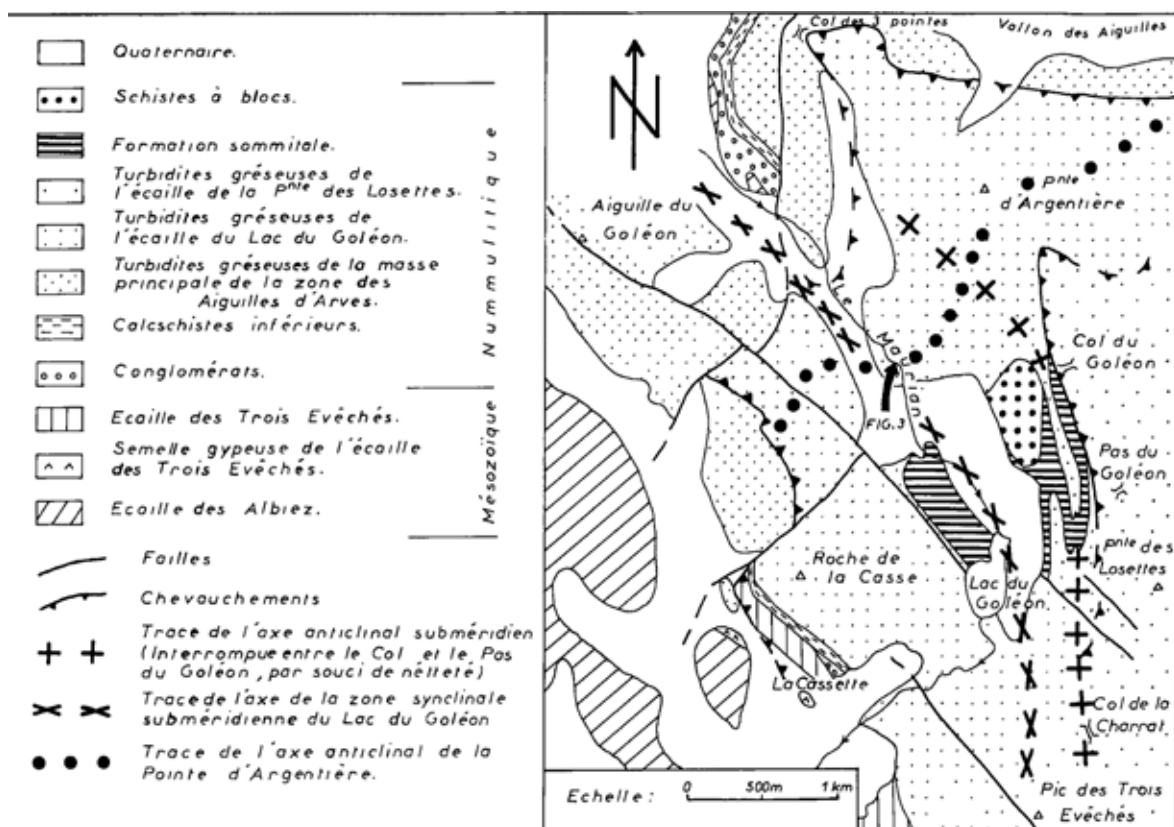 Quaternaire.
Schistes à blocs.
Formation sommitale.
Turbidites gréseuses de
l'écaille de la Pnte des Losettes.
Turbidites gréseuses de
l'écaille du Lac du Goléon.
Turbidites gréseuses de la masse
principale de la zone des
Aiguilles d'Arves.
Calcschistes inférieurs.
Conglomérats.
Ecaille des Trois Evêchés.
Semelle gypeuse de l'écaille
des Trois Evêchés.
Ecaille des Albiez.
Nummulitique
Mésozoïque
Failles
Chevauchements
Trace de l'axe anticlinal subméridien
(Interrompue entre le Col et le Pas
du Goléon, par souci de nétteté)
Trace de l'axe de la zone synclinale
subméridienne du Lac du Goléon
Trace de l'axe anticlinal de la
Pointe d'Argentière.
Col des 3 pointes
Vallon des Aiguilles
N
Pnte
d'Argentière
Aiguille du
Goléon
Le Maurian
Col du
Goléon
FIG.3
Pas du
Goléon
Pnte des
Losettes
Roche de
la Casse
Lac du
Goléon
La Cassette
Col de la
Charrat
Pic des Trois
Evêchés
Echelle :
0 500m 1 km